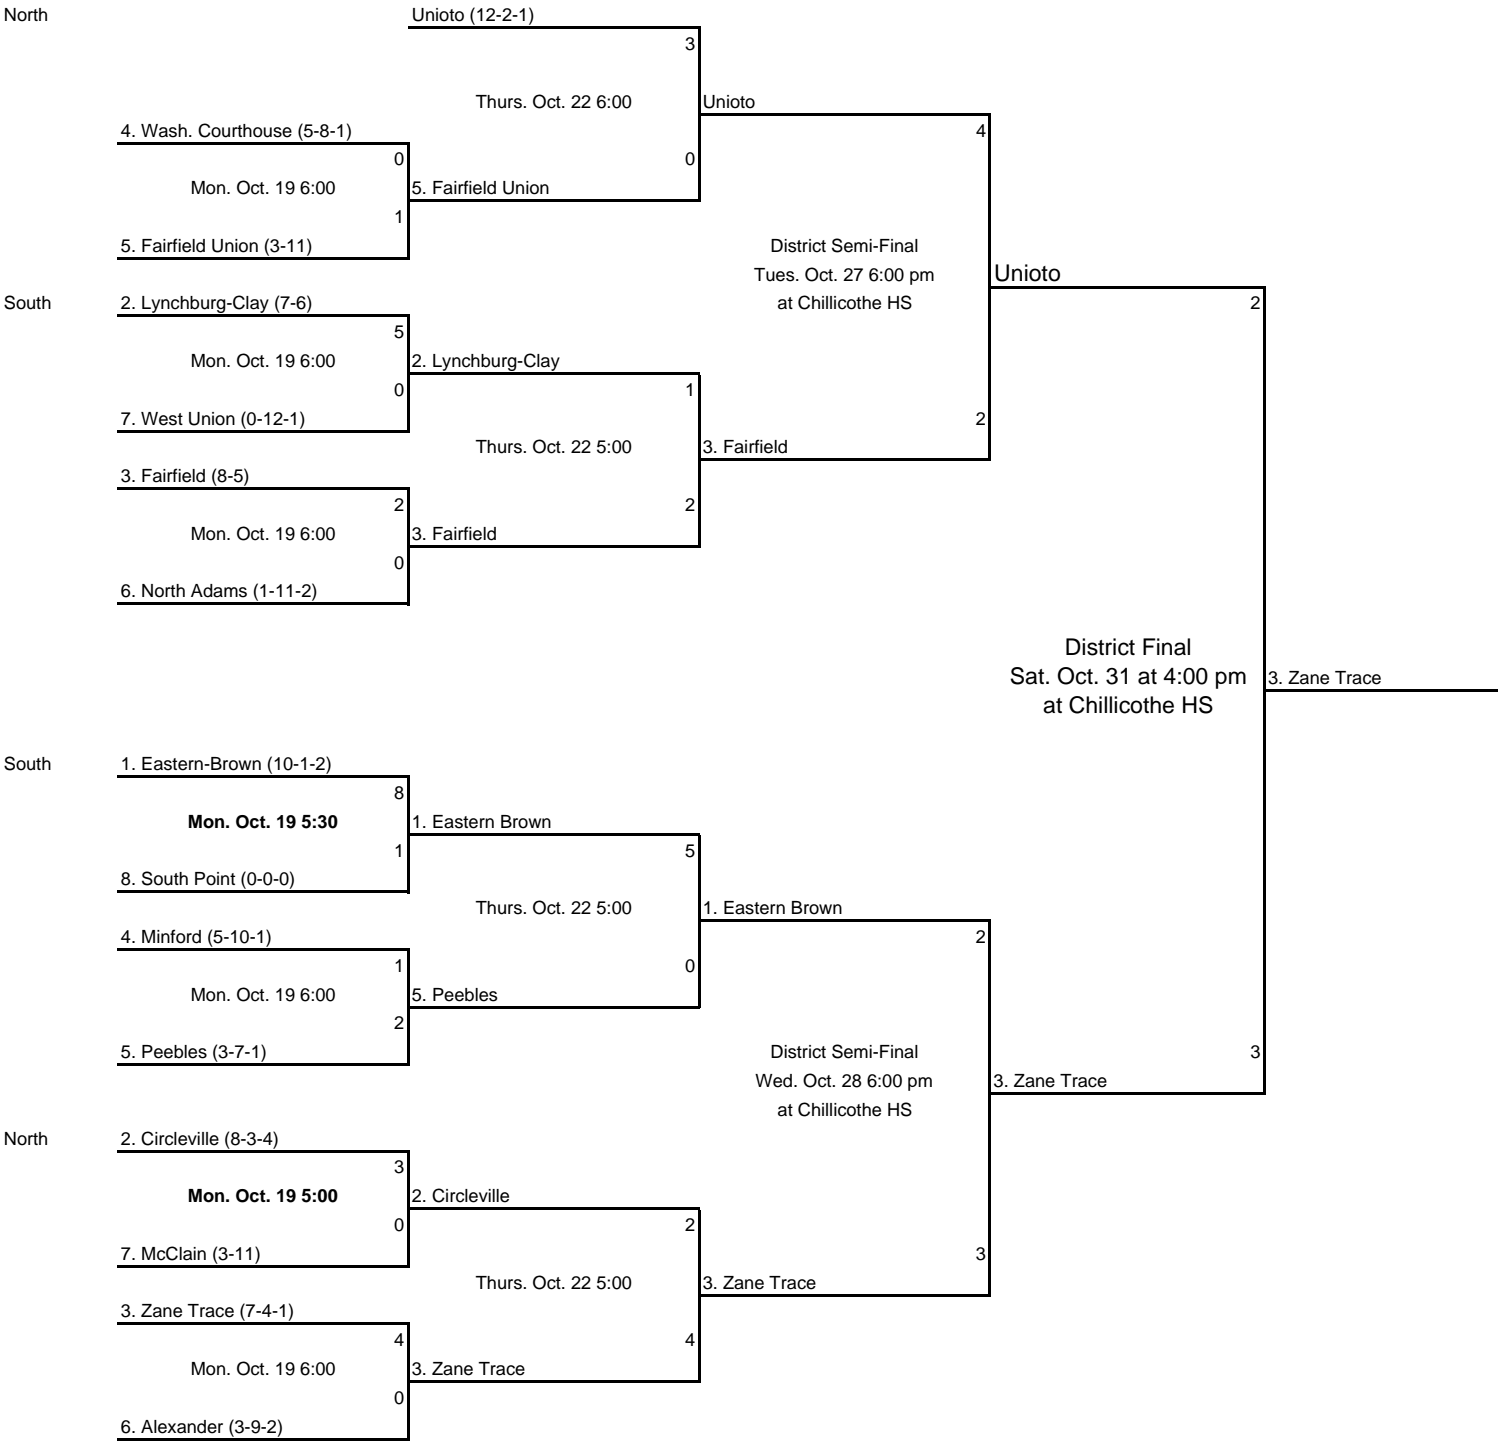 North
Unioto (12-2-1)
3
Thurs. Oct. 22 6:00
Unioto
4. Wash. Courthouse (5-8-1)
4
0
0
Mon. Oct. 19 6:00
5. Fairfield Union
1
5. Fairfield Union (3-11)
District Semi-Final
Tues. Oct. 27 6:00 pm
at Chillicothe HS
Unioto
South
2. Lynchburg-Clay (7-6)
2
5
Mon. Oct. 19 6:00
2. Lynchburg-Clay
0
1
7. West Union (0-12-1)
2
Thurs. Oct. 22 5:00
3. Fairfield
3. Fairfield (8-5)
2
2
Mon. Oct. 19 6:00
3. Fairfield
0
6. North Adams (1-11-2)
District Final
Sat. Oct. 31 at 4:00 pm
at Chillicothe HS
3. Zane Trace
South
1. Eastern-Brown (10-1-2)
8
Mon. Oct. 19 5:30
1. Eastern Brown
1
5
8. South Point (0-0-0)
Thurs. Oct. 22 5:00
1. Eastern Brown
4. Minford (5-10-1)
2
1
0
Mon. Oct. 19 6:00
5. Peebles
2
5. Peebles (3-7-1)
District Semi-Final
Wed. Oct. 28 6:00 pm
at Chillicothe HS
3
3. Zane Trace
North
2. Circleville (8-3-4)
3
Mon. Oct. 19 5:00
2. Circleville
0
2
7. McClain (3-11)
3
Thurs. Oct. 22 5:00
3. Zane Trace
3. Zane Trace (7-4-1)
4
4
Mon. Oct. 19 6:00
3. Zane Trace
0
6. Alexander (3-9-2)